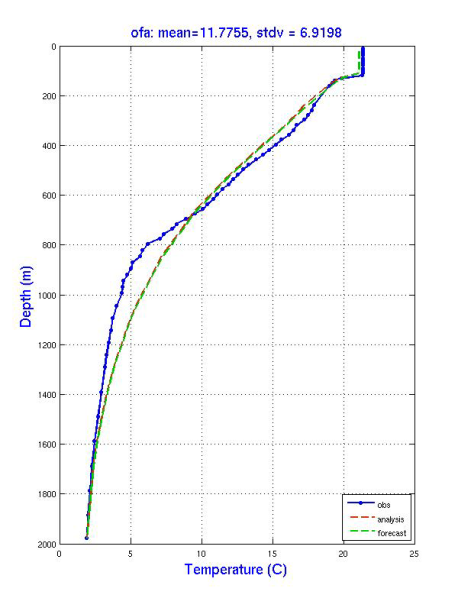 ofa: mean=11.7755, stdv = 6.9198
0
200
400
600
800
1000
1200
1400
1600
1800
2000
Depth (m)
0 5 10 15 20 25
Temperature (C)
obs
analysis
forecast